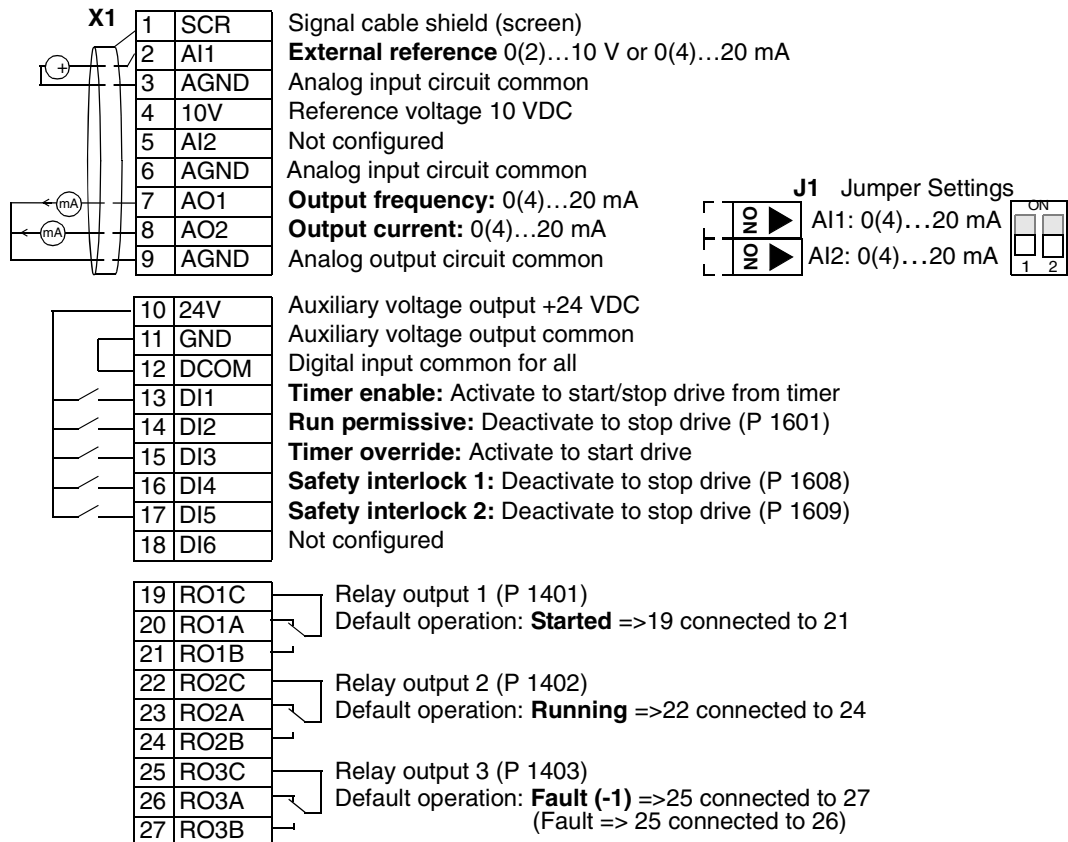 X1
1 SCR Signal cable shield (screen)
2 AI1 External reference 0(2)…10 V or 0(4)…20 mA
+
3 AGND Analog input circuit common
4 10V Reference voltage 10 VDC
5 AI2 Not configured
6 AGND Analog input circuit common
mA 7 AO1 Output frequency: 0(4)…20 mA
mA 8 AO2 Output current: 0(4)…20 mA
9 AGND Analog output circuit common
J1 Jumper Settings
ON AI1: 0(4)…20 mA
ON AI2: 0(4)…20 mA
ON
1 2
10 24V Auxiliary voltage output +24 VDC
11 GND Auxiliary voltage output common
12 DCOM Digital input common for all
13 DI1 Timer enable: Activate to start/stop drive from timer
14 DI2 Run permissive: Deactivate to stop drive (P 1601)
15 DI3 Timer override: Activate to start drive
16 DI4 Safety interlock 1: Deactivate to stop drive (P 1608)
17 DI5 Safety interlock 2: Deactivate to stop drive (P 1609)
18 DI6 Not configured
19 RO1C Relay output 1 (P 1401)
20 RO1A Default operation: Started =>19 connected to 21
21 RO1B
22 RO2C Relay output 2 (P 1402)
23 RO2A Default operation: Running =>22 connected to 24
24 RO2B
25 RO3C Relay output 3 (P 1403)
26 RO3A Default operation: Fault (-1) =>25 connected to 27
27 RO3B (Fault => 25 connected to 26)